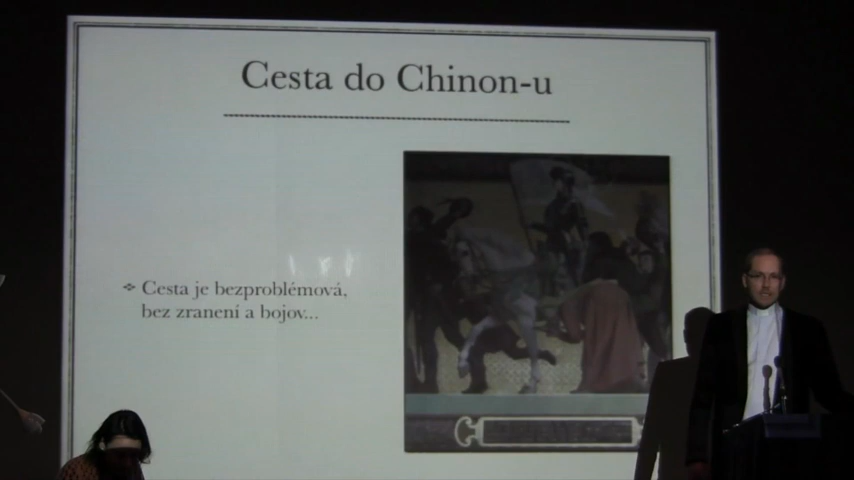 Cesta do Chinon-u
Cesta je bezproblémová,
bez zranení a bojov...